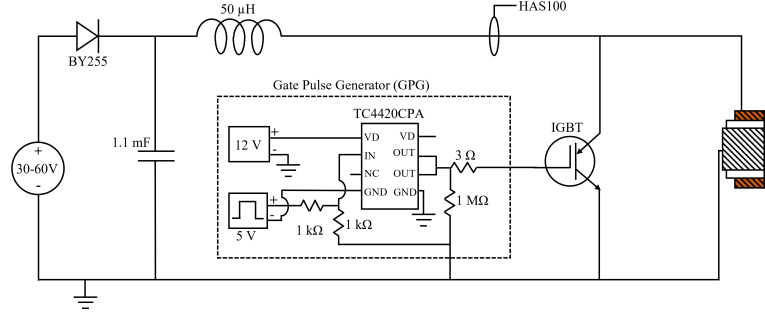 50 µH
HAS100
BY255
Gate Pulse Generator (GPG)
TC4420CPA
1.1 mF
12 V
+
-
VD
IN
NC
GND
VD
OUT
OUT
GND
3 Ω
IGBT
+
30-60V
-
+
-
5 V
1 kΩ
1 kΩ
1 MΩ